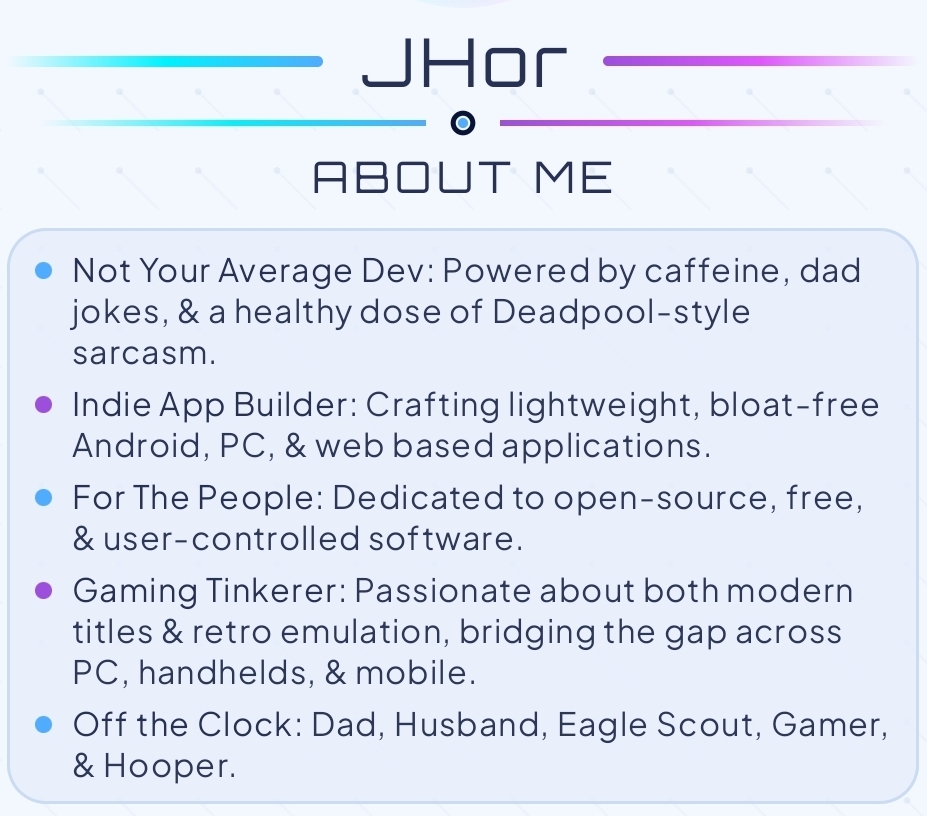 JHor
ABOUT ME
Not Your Average Dev: Powered by caffeine, dad
jokes, & a healthy dose of Deadpool-style
sarcasm.
Indie App Builder: Crafting lightweight, bloat-free
Android, PC, & web based applications.
For The People: Dedicated to open-source, free,
& user-controlled software.
Gaming Tinkerer: Passionate about both modern
titles & retro emulation, bridging the gap across
PC, handhelds, & mobile.
Off the Clock: Dad, Husband, Eagle Scout, Gamer,
& Hooper.